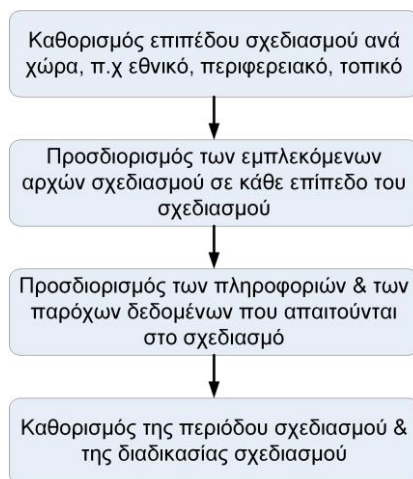 Καθορισμός επιπέδου σχεδιασμού ανά
χώρα, π.χ εθνικό, περιφερειακό, τοπικό
Προσδιορισμός των εμπλεκόμενων
αρχών σχεδιασμού σε κάθε επίπεδο του
σχεδιασμού
Προσδιορισμός των πληροφοριών & των
παρόχων δεδομένων που απαιτούνται
στο σχεδιασμό
Καθορισμός της περιόδου σχεδιασμού &
της διαδικασίας σχεδιασμού